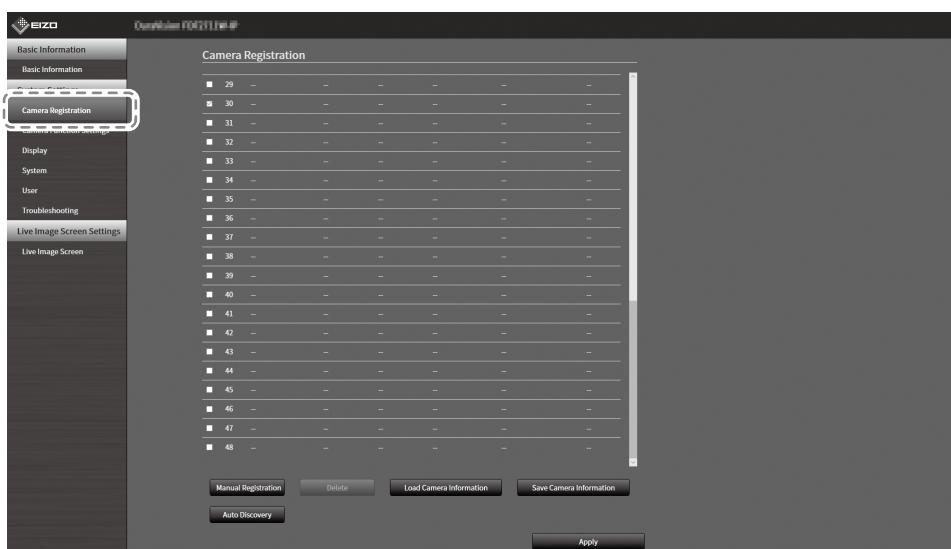 EIZO
Basic Information
Basic Information
Camera Registration
Display
System
User
Troubleshooting
Live Image Screen Settings
Live Image Screen
Camera Registration
29 -- -- -- -- -- --
30 -- -- -- -- -- --
31 -- -- -- -- -- --
32 -- -- -- -- -- --
33 -- -- -- -- -- --
34 -- -- -- -- -- --
35 -- -- -- -- -- --
36 -- -- -- -- -- --
37 -- -- -- -- -- --
38 -- -- -- -- -- --
39 -- -- -- -- -- --
40 -- -- -- -- -- --
41 -- -- -- -- -- --
42 -- -- -- -- -- --
43 -- -- -- -- -- --
44 -- -- -- -- -- --
45 -- -- -- -- -- --
46 -- -- -- -- -- --
47 -- -- -- -- -- --
48 -- -- -- -- -- --
Manual Registration Delete Load Camera Information Save Camera Information
Auto Discovery
Apply